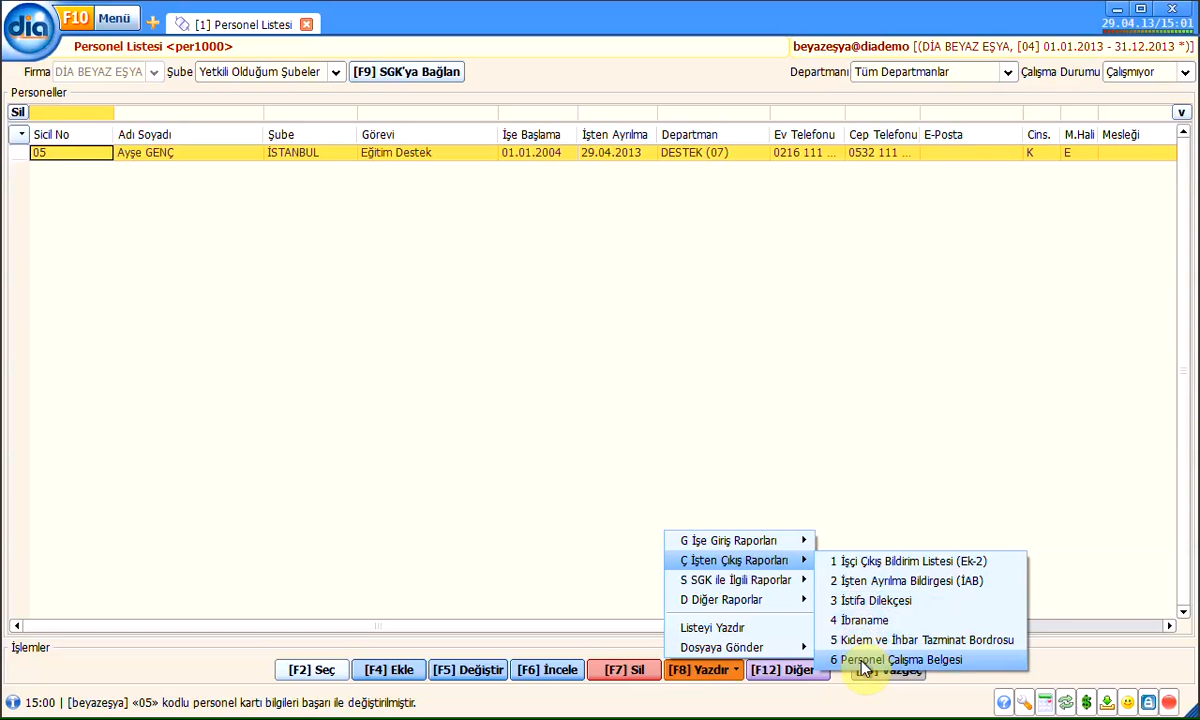 dia F10 Menü [1] Personel Listesi
29.04.13/15:01
Personel Listesi <per1000> beyazeşya@diademo [(DİA BEYAZ EŞYA, [04] 01.01.2013 - 31.12.2013 *)]
Firma DİA BEYAZ EŞYA Şube Yetkili Olduğum Şubeler [F9] SGK'ya Bağlan Departmanı Tüm Departmanlar Çalışma Durumu Çalışmıyor
Personeller
Sil v
Sicil No Adı Soyadı Şube Görevi İşe Başlama İşten Ayrılma Departman Ev Telefonu Cep Telefonu E-Posta Cins. M.Hali Mesleği
05 Ayşe GENÇ İSTANBUL Eğitim Destek 01.01.2004 29.04.2013 DESTEK (07) 0216 111 ... 0532 111 ... K E
G İşe Giriş Raporları
Ç İşten Çıkış Raporları
S SGK ile İlgili Raporlar
D Diğer Raporlar
Listeyi Yazdır
Dosyaya Gönder
1 İşçi Çıkış Bildirim Listesi (Ek-2)
2 İşten Ayrılma Bildirgesi (İAB)
3 İstifa Dilekçesi
4 İbraname
5 Kıdem ve İhbar Tazminat Bordrosu
6 Personel Çalışma Belgesi
İşlemler
[F2] Seç [F4] Ekle [F5] Değiştir [F6] İncele [F7] Sil [F8] Yazdır [F12] Diğer Vazgeç
15:00 | [beyazeşya] «05» kodlu personel kartı bilgileri başarı ile değiştirilmiştir.